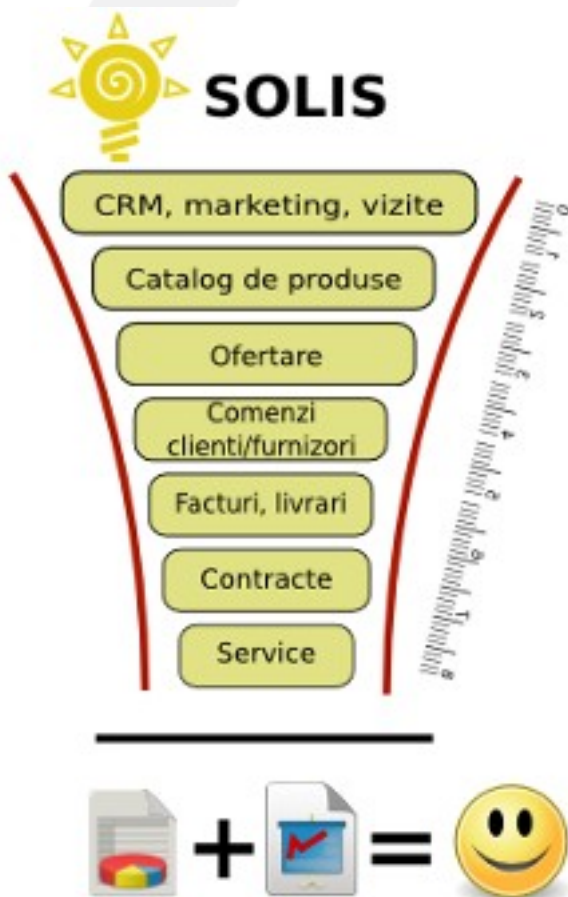 SOLIS
CRM, marketing, vizite
Catalog de produse
Ofertare
Comenzi
clienti/furnizori
Facturi, livrari
Contracte
Service
+ =